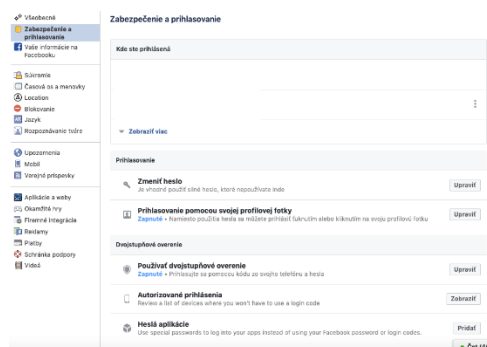 Všeobecné
Zabezpečenie a
prihlasovanie
Vaše informácie na
Facebooku
Súkromie
Časová os a menovky
Location
Blokovanie
Jazyk
Rozpoznávanie tváre
Upozornenia
Mobil
Verejné príspevky
Aplikácie a weby
Okamžité hry
Firemné integrácie
Reklamy
Platby
Schránka podpory
Videá
Zabezpečenie a prihlasovanie
Kde ste prihlásená
Zobraziť viac
Prihlasovanie
Zmeniť heslo
Je vhodné použiť silné heslo, ktoré nepoužívate inde
Upraviť
Prihlasovanie pomocou svojej profilovej fotky
Zapnuté • Namiesto použitia hesla sa môžete prihlásiť ťuknutím alebo kliknutím na svoju profilovú fotku
Upraviť
Dvojstupňové overenie
Používať dvojstupňové overenie
Zapnuté • Prihlasujte sa pomocou kódu zo svojho telefónu a hesla
Upraviť
Autorizované prihlásenia
Review a list of devices where you won't have to use a login code
Zobraziť
Heslá aplikácie
Use special passwords to log into your apps instead of using your Facebook password or login codes.
Pridať